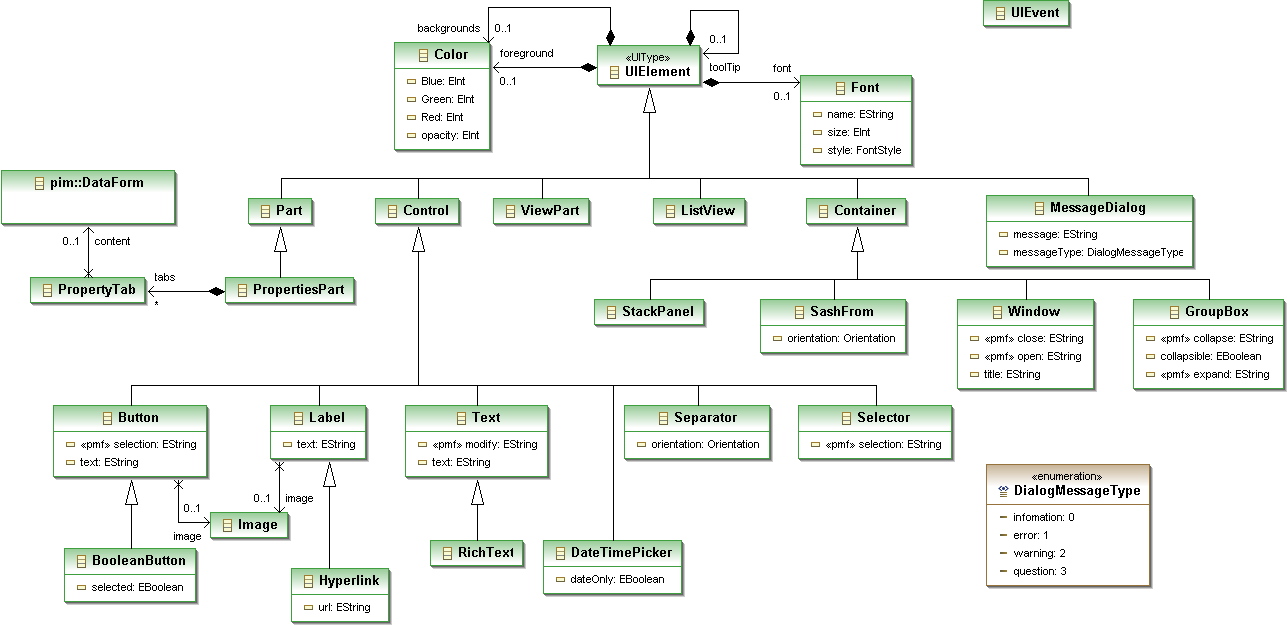 UIEvent
backgrounds
0..1
0..1
Color
foreground
«UIType»
UIElement
toolTip
font
0..1
0..1
Blue: EInt
Green: EInt
Red: EInt
opacity: EInt
Font
name: EString
size: EInt
style: FontStyle
pim::DataForm
Part
Control
ViewPart
ListView
Container
MessageDialog
message: EString
messageType: DialogMessageType
0..1
content
PropertyTab
tabs
*
PropertiesPart
StackPanel
SashFrom
orientation: Orientation
Window
«pmf» close: EString
«pmf» open: EString
title: EString
GroupBox
«pmf» collapse: EString
collapsible: EBoolean
«pmf» expand: EString
Button
«pmf» selection: EString
text: EString
Label
text: EString
Text
«pmf» modify: EString
text: EString
Separator
orientation: Orientation
Selector
«pmf» selection: EString
0..1
image
0..1
image
Image
BooleanButton
selected: EBoolean
Hyperlink
url: EString
RichText
DateTimePicker
dateOnly: EBoolean
«enumeration»
DialogMessageType
infomation: 0
error: 1
warning: 2
question: 3